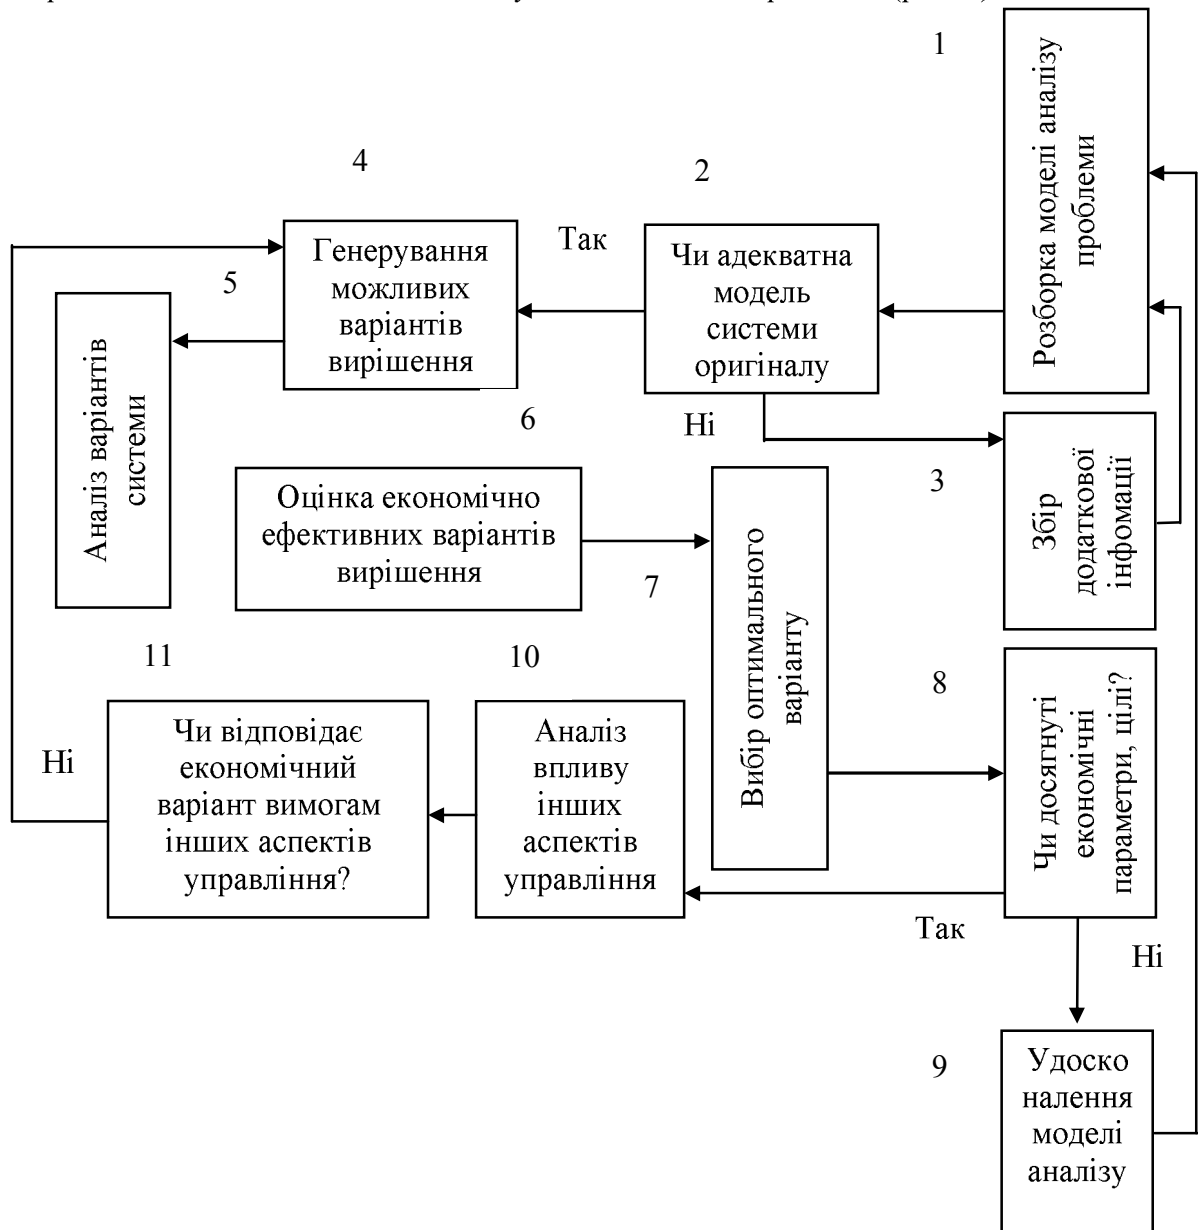 1
Розборка моделі аналізу
проблеми
4
2
Так
Генерування
можливих
варіантів
вирішення
Чи адекватна
модель
системи
оригіналу
5
Аналіз варіантів
системи
6
Ні
3
Збір
додаткової
інфомації
Оцінка економічно
ефективних варіантів
вирішення
7
Вибір оптимального
варіанту
11
10
8
Чи досягнуті
економічні
параметри, цілі?
Ні
Чи відповідає
економічний
варіант вимогам
інших аспектів
управління?
Аналіз
впливу
інших
аспектів
управління
Так
Ні
9
Удоско
налення
моделі
аналізу